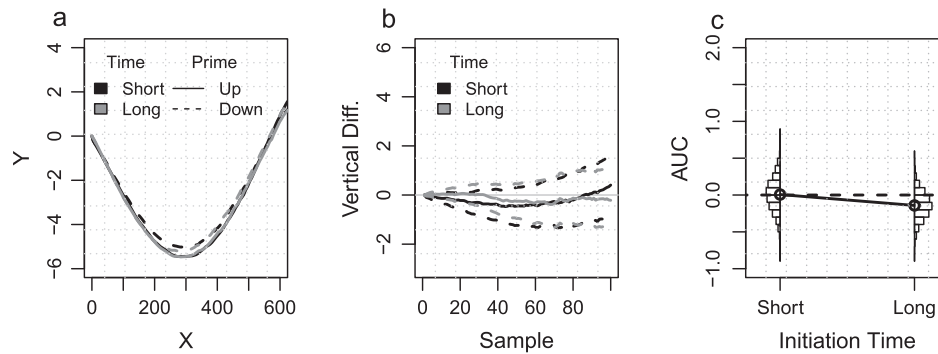 a
4
2
0
−2
−4
−6
Y
Time Prime
Short Up
Long Down
0 200 400 600
X
b
6
4
2
0
−2
Vertical Diff.
Time
Short
Long
0 20 40 60 80
Sample
c
2.0
1.0
0.0
−1.0
AUC
Short Long
Initiation Time